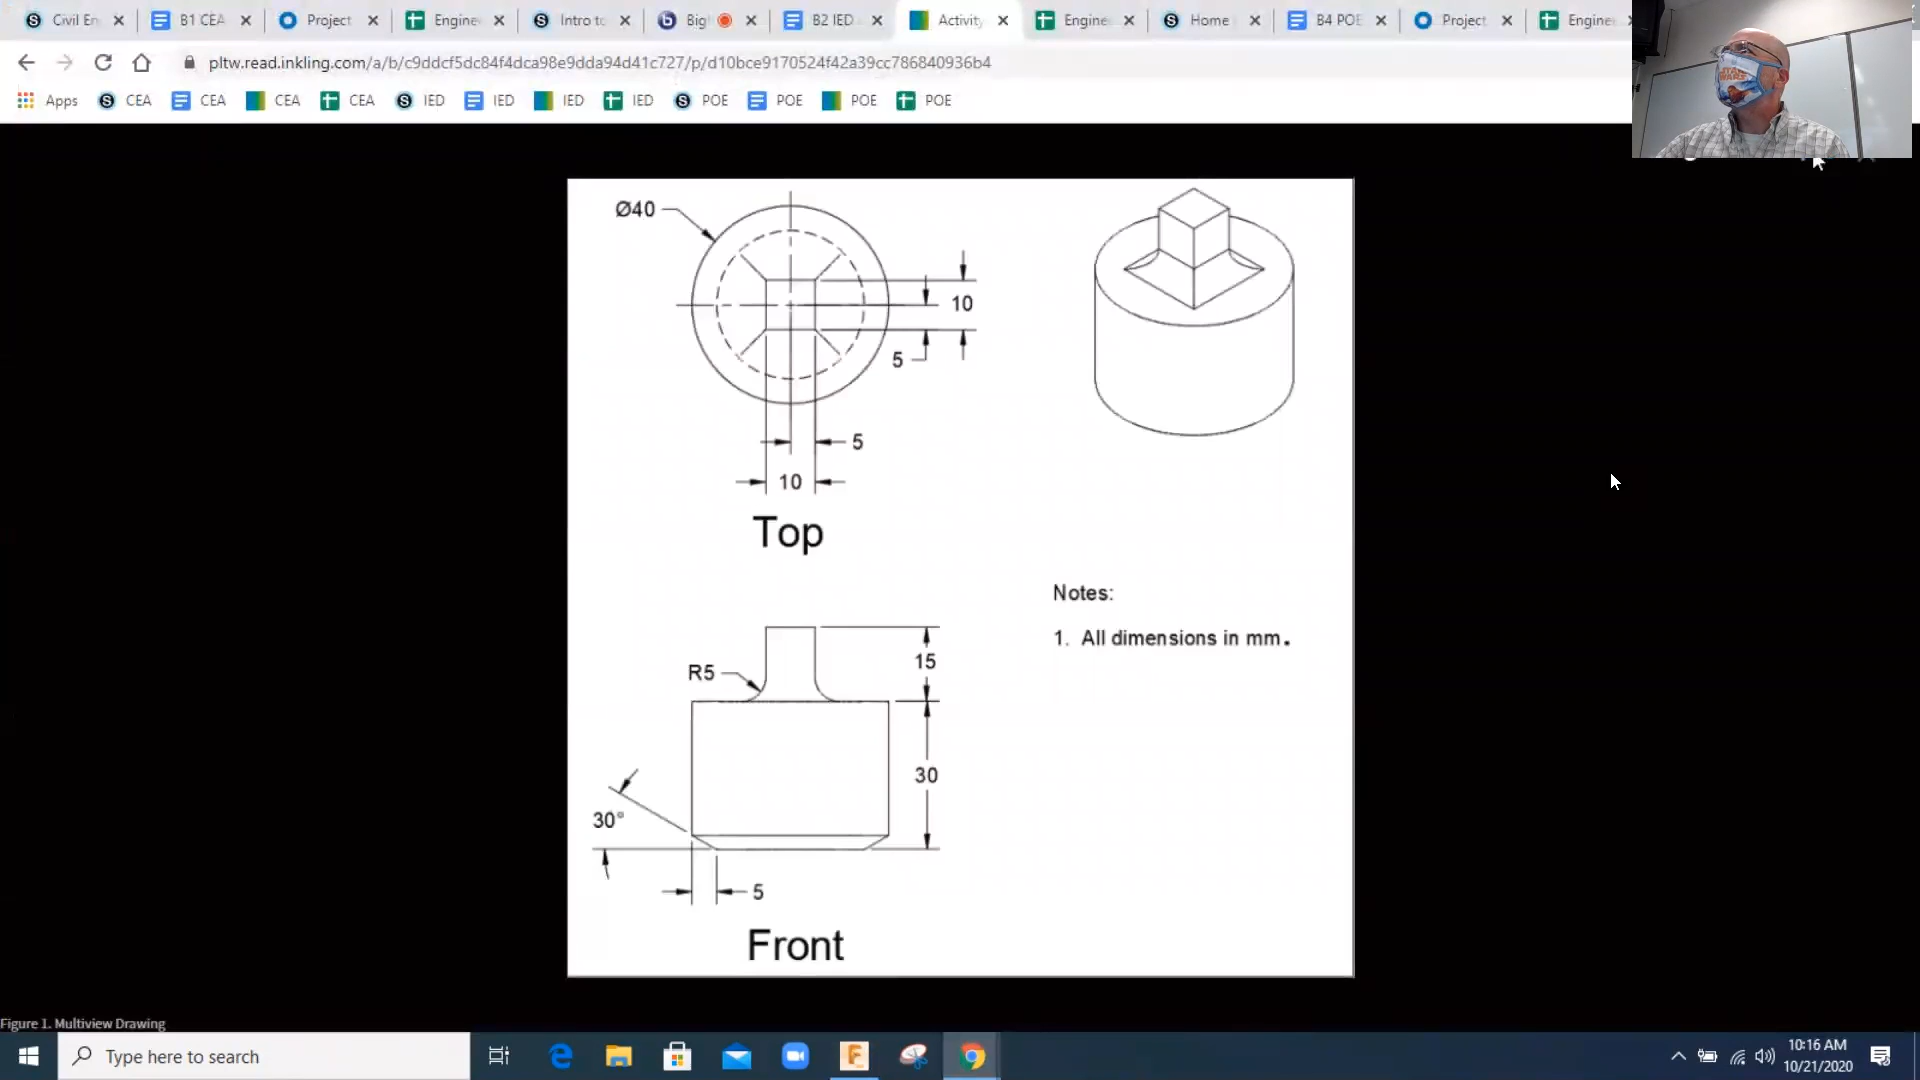 Civil En B1 CEA Project Engine Intro to Big B2 IED Activity Engine Home B4 POE Project Engine
pltw.read.inkling.com/a/b/c9ddcf5dc84f4dca98e9dda94d41c727/p/d10bce9170524f42a39cc786840936b4
Apps CEA CEA CEA CEA IED IED IED IED POE POE POE POE
Ø40
10
5
5
10
Top
Notes:
1. All dimensions in mm.
R5
15
30
30°
5
Front
Figure 1. Multiview Drawing
Type here to search
10:16 AM
10/21/2020